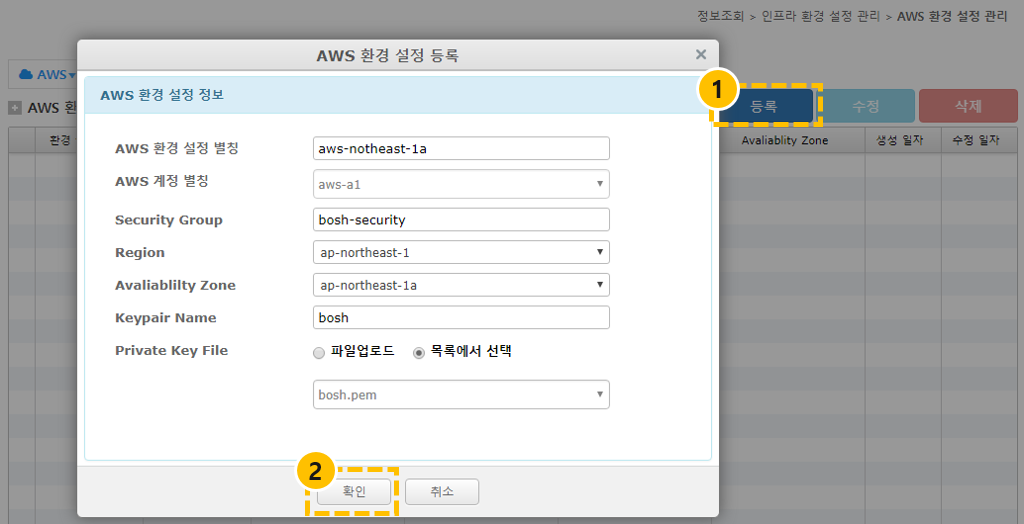 정보조회 > 인프라 환경 설정 관리 > AWS 환경 설정 관리
AWS 환경 설정 등록 ×
AWS
AWS 환경 설정 정보
1
등록 수정 삭제
AWS
환경 Avaliablity Zone 생성 일자 수정 일자
AWS 환경 설정 별칭 aws-notheast-1a
AWS 계정 별칭 aws-a1
Security Group bosh-security
Region ap-northeast-1
Avaliablilty Zone ap-northeast-1a
Keypair Name bosh
Private Key File 파일업로드 목록에서 선택
bosh.pem
2
확인 취소